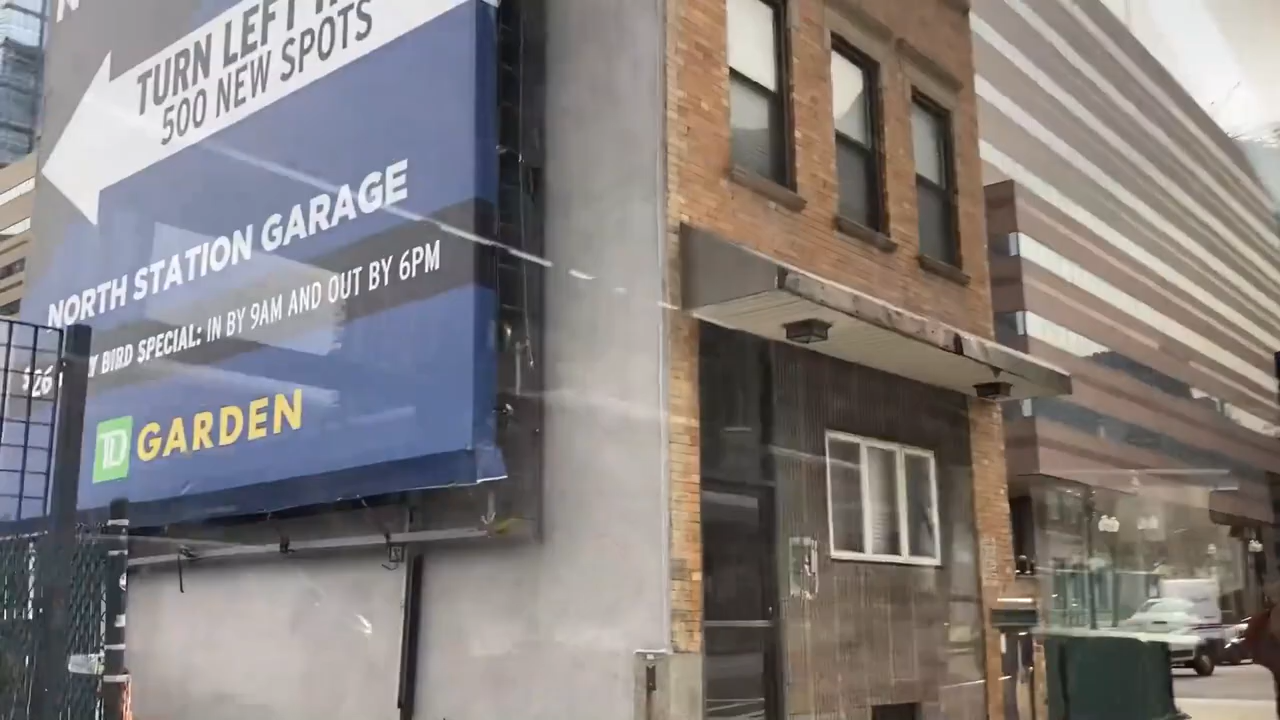 TURN LEFT
500 NEW SPOTS
NORTH STATION GARAGE
BIRD SPECIAL: IN BY 9AM AND OUT BY 6PM
TD GARDEN